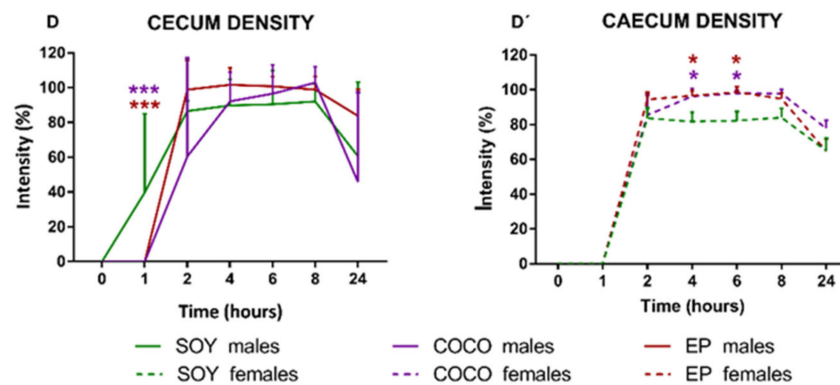 D CECUM DENSITY
120
100
80
60
40
20
0
Intensity (%)
***
***
0 1 2 4 6 8 24
Time (hours)
D´ CAECUM DENSITY
120
100
80
60
40
20
0
Intensity (%)
* *
* *
0 1 2 4 6 8 24
Time (hours)
SOY males COCO males EP males
SOY females COCO females EP females